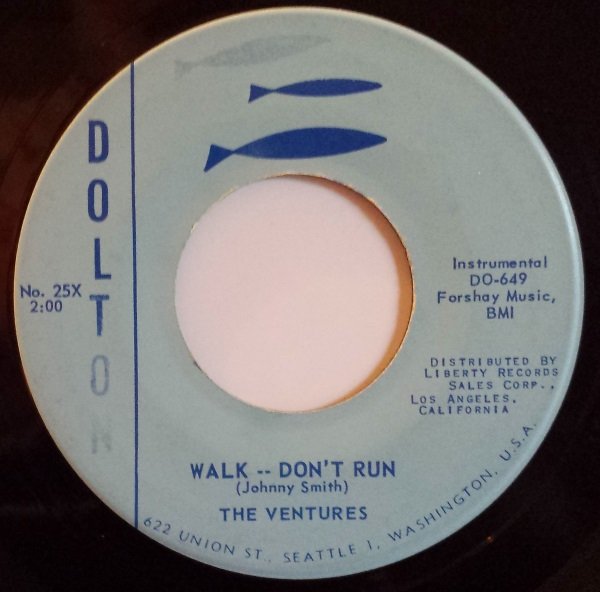 DOLTON
No. 25X
2:00
Instrumental
DO-649
Forshay Music,
BMI
DISTRIBUTED BY
LIBERTY RECORDS
SALES CORP.,
LOS ANGELES,
CALIFORNIA
WALK -- DON'T RUN
(Johnny Smith)
THE VENTURES
622 UNION ST., SEATTLE 1, WASHINGTON, U.S.A.